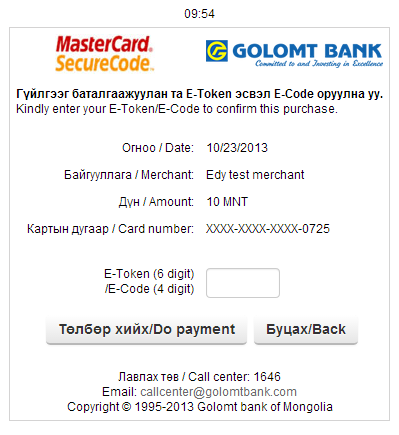 09:54
MasterCard.
SecureCode.
GOLOMT BANK
Committed to and Investing in Excellence
Гүйлгээг баталгаажуулан та E-Token эсвэл E-Code оруулна уу.
Kindly enter your E-Token/E-Code to confirm this purchase.
Огноо / Date: 10/23/2013
Байгууллага / Merchant: Edy test merchant
Дүн / Amount: 10 MNT
Картын дугаар / Card number: XXXX-XXXX-XXXX-0725
E-Token (6 digit)
/E-Code (4 digit)
Төлбөр хийх/Do payment Буцах/Back
Лавлах төв / Call center: 1646
Email: callcenter@golomtbank.com
Copyright © 1995-2013 Golomt bank of Mongolia